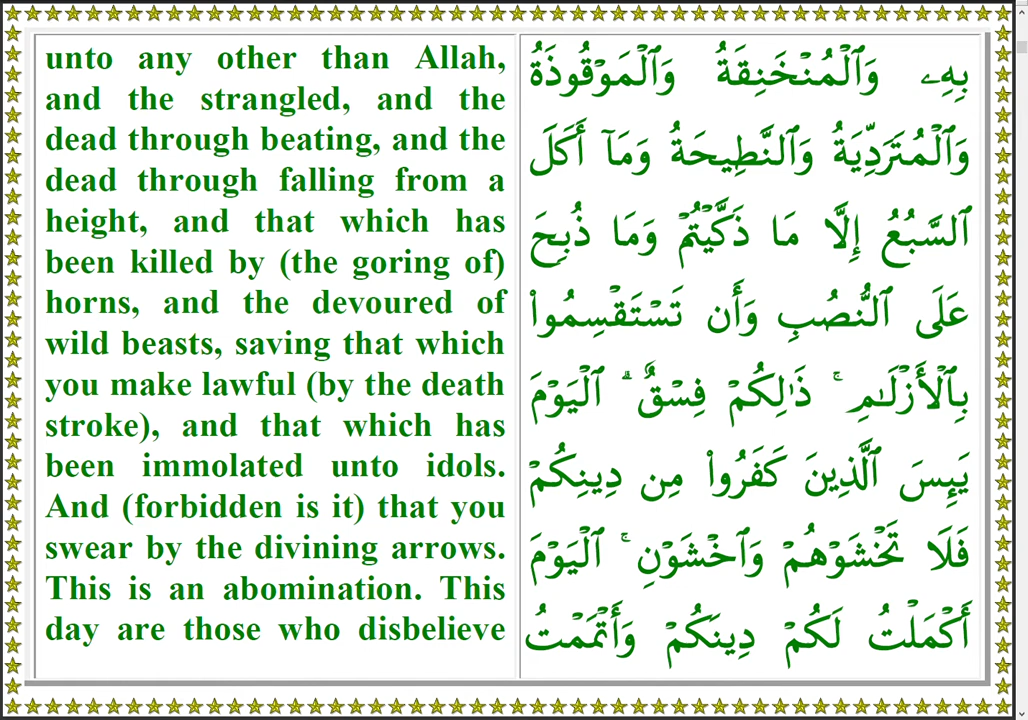 unto any other than Allah,
and the strangled, and the
dead through beating, and the
dead through falling from a
height, and that which has
been killed by (the goring of)
horns, and the devoured of
wild beasts, saving that which
you make lawful (by the death
stroke), and that which has
been immolated unto idols.
And (forbidden is it) that you
swear by the divining arrows.
This is an abomination. This
day are those who disbelieve
بِهِۦ وَٱلْمُنْخَنِقَةُ وَٱلْمَوْقُوذَةُ
وَٱلْمُتَرَدِّيَةُ وَٱلنَّطِيحَةُ وَمَآ أَكَلَ
ٱلسَّبُعُ إِلَّا مَا ذَكَّيْتُمْ وَمَا ذُبِحَ
عَلَى ٱلنُّصُبِ وَأَن تَسْتَقْسِمُوا۟
بِٱلْأَزْلَٰمِ ۚ ذَٰلِكُمْ فِسْقٌ ۗ ٱلْيَوْمَ
يَئِسَ ٱلَّذِينَ كَفَرُوا۟ مِن دِينِكُمْ
فَلَا تَخْشَوْهُمْ وَٱخْشَوْنِ ۚ ٱلْيَوْمَ
أَكْمَلْتُ لَكُمْ دِينَكُمْ وَأَتْمَمْتُ